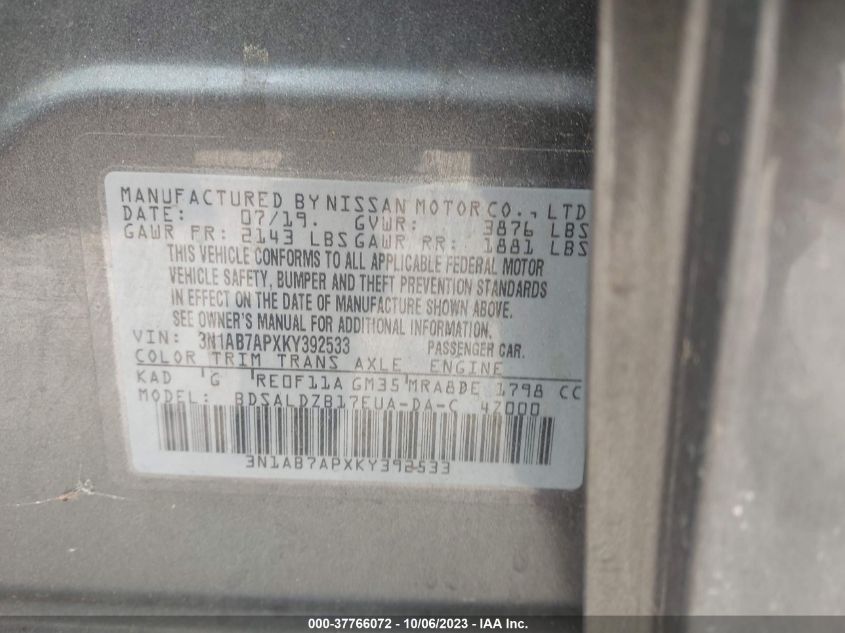 MANUFACTURED BY NISSAN MOTOR CO., LTD
DATE: 07/19. GVWR: 3876 LBS
GAWR FR: 2143 LBS GAWR RR: 1881 LBS
THIS VEHICLE CONFORMS TO ALL APPLICABLE FEDERAL MOTOR
VEHICLE SAFETY, BUMPER AND THEFT PREVENTION STANDARDS
IN EFFECT ON THE DATE OF MANUFACTURE SHOWN ABOVE.
SEE OWNER'S MANUAL FOR ADDITIONAL INFORMATION.
VIN: 3N1AB7APXKY392533 PASSENGER CAR.
COLOR TRIM TRANS AXLE ENGINE
KAD G RE0F11A GM35 MRA8DE 1798 CC
MODEL: BDSALDZB17EUA-DA-C 47000
3N1AB7APXKY392533
000-37766072 - 10/06/2023 - IAA Inc.